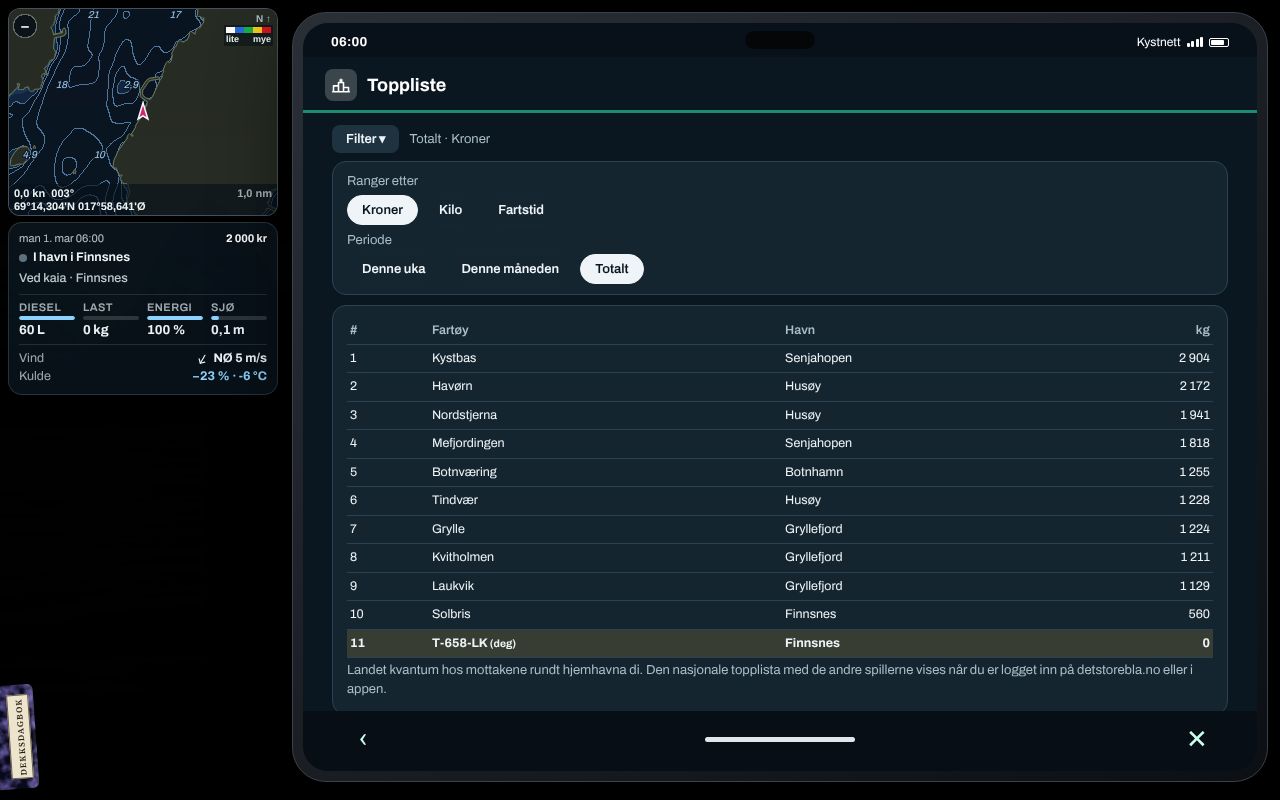 21
17
N ↑
lite mye
18
2,9
4,9
10
0,0 kn 003°
1,0 nm
69°14,304'N 017°58,641'Ø
man 1. mar 06:00
2 000 kr
I havn i Finnsnes
Ved kaia · Finnsnes
DIESEL LAST ENERGI SJØ
60 L 0 kg 100 % 0,1 m
Vind ↙ NØ 5 m/s
Kulde −23 % · -6 °C
DEKKSDAGBOK
06:00
Kystnett
Toppliste
Filter ▾ Totalt · Kroner
Ranger etter
Kroner Kilo Fartstid
Periode
Denne uka Denne måneden Totalt
# Fartøy Havn kg
1 Kystbas Senjahopen 2 904
2 Havørn Husøy 2 172
3 Nordstjerna Husøy 1 941
4 Mefjordingen Senjahopen 1 818
5 Botnværing Botnhamn 1 255
6 Tindvær Husøy 1 228
7 Grylle Gryllefjord 1 224
8 Kvitholmen Gryllefjord 1 211
9 Laukvik Gryllefjord 1 129
10 Solbris Finnsnes 560
11 T-658-LK (deg) Finnsnes 0
Landet kvantum hos mottakene rundt hjemhavna di. Den nasjonale topplista med de andre spillerne vises når du er logget inn på detstorebla.no eller i
appen.